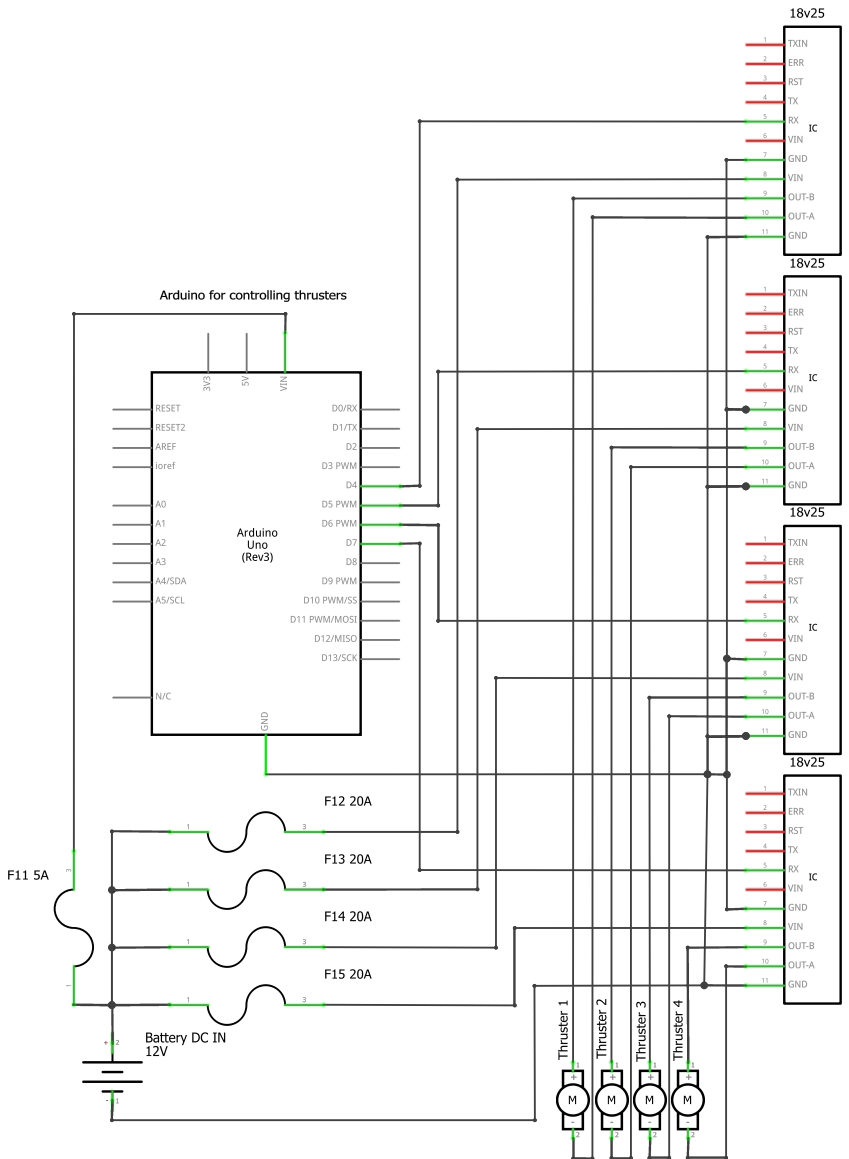 18v25
1 TXIN
2 ERR
3 RST
4 TX
5 RX
IC
6 VIN
7 GND
8 VIN
9 OUT-B
10 OUT-A
11 GND
18v25
1 TXIN
2 ERR
3 RST
4 TX
5 RX
IC
6 VIN
7 GND
8 VIN
9 OUT-B
10 OUT-A
11 GND
18v25
1 TXIN
2 ERR
3 RST
4 TX
5 RX
IC
6 VIN
7 GND
8 VIN
9 OUT-B
10 OUT-A
11 GND
18v25
1 TXIN
2 ERR
3 RST
4 TX
5 RX
IC
6 VIN
7 GND
8 VIN
9 OUT-B
10 OUT-A
11 GND
Arduino for controlling thrusters
3V3
5V
VIN
RESET
RESET2
AREF
ioref
A0
A1
A2
A3
A4/SDA
A5/SCL
N/C
Arduino
Uno
(Rev3)
D0/RX
D1/TX
D2
D3 PWM
D4
D5 PWM
D6 PWM
D7
D8
D9 PWM
D10 PWM/SS
D11 PWM/MOSI
D12/MISO
D13/SCK
GND
F12 20A
1 3
F13 20A
1 3
F14 20A
1 3
F15 20A
1 3
F11 5A
3
1
Battery DC IN
12V
+ 2
- 1
Thruster 1
1
+
M
-
2
Thruster 2
1
+
M
-
2
Thruster 3
1
+
M
-
2
Thruster 4
1
+
M
-
2